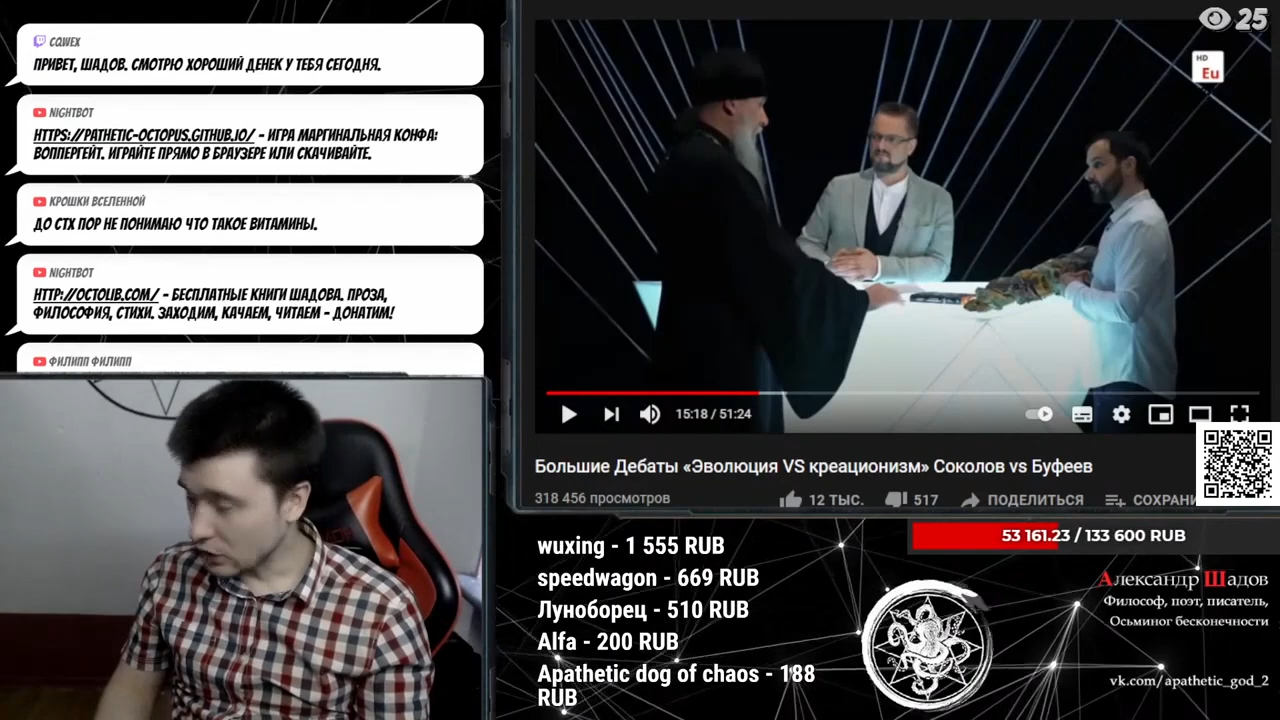 CQWEX
ПРИВЕТ, ШАДОВ. СМОТРЮ ХОРОШИЙ ДЕНЕК У ТЕБЯ СЕГОДНЯ.
NIGHTBOT
HTTPS://PATHETIC-OCTOPUS.GITHUB.IO/ - ИГРА МАРГИНАЛЬНАЯ КОНФА:
ВОППЕРГЕЙТ. ИГРАЙТЕ ПРЯМО В БРАУЗЕРЕ ИЛИ СКАЧИВАЙТЕ.
КРОШКИ ВСЕЛЕННОЙ
ДО СТХ ПОР НЕ ПОНИМАЮ ЧТО ТАКОЕ ВИТАМИНЫ.
NIGHTBOT
HTTP://OCTOLIB.COM/ - БЕСПЛАТНЫЕ КНИГИ ШАДОВА. ПРОЗА,
ФИЛОСОФИЯ, СТИХИ. ЗАХОДИМ, КАЧАЕМ, ЧИТАЕМ - ДОНАТИМ!
ФИЛИПП ФИЛИПП
25
HD
Eu
15:18 / 51:24
Большие Дебаты «Эволюция VS креационизм» Соколов vs Буфеев
318 456 просмотров
12 ТЫС.
517
ПОДЕЛИТЬСЯ
СОХРАНИ
53 161.23 / 133 600 RUB
wuxing - 1 555 RUB
speedwagon - 669 RUB
Луноборец - 510 RUB
Alfa - 200 RUB
Apathetic dog of chaos - 188
RUB
Александр Шадов
Философ, поэт, писатель,
Осьминог бесконечности
vk.com/apathetic_god_2